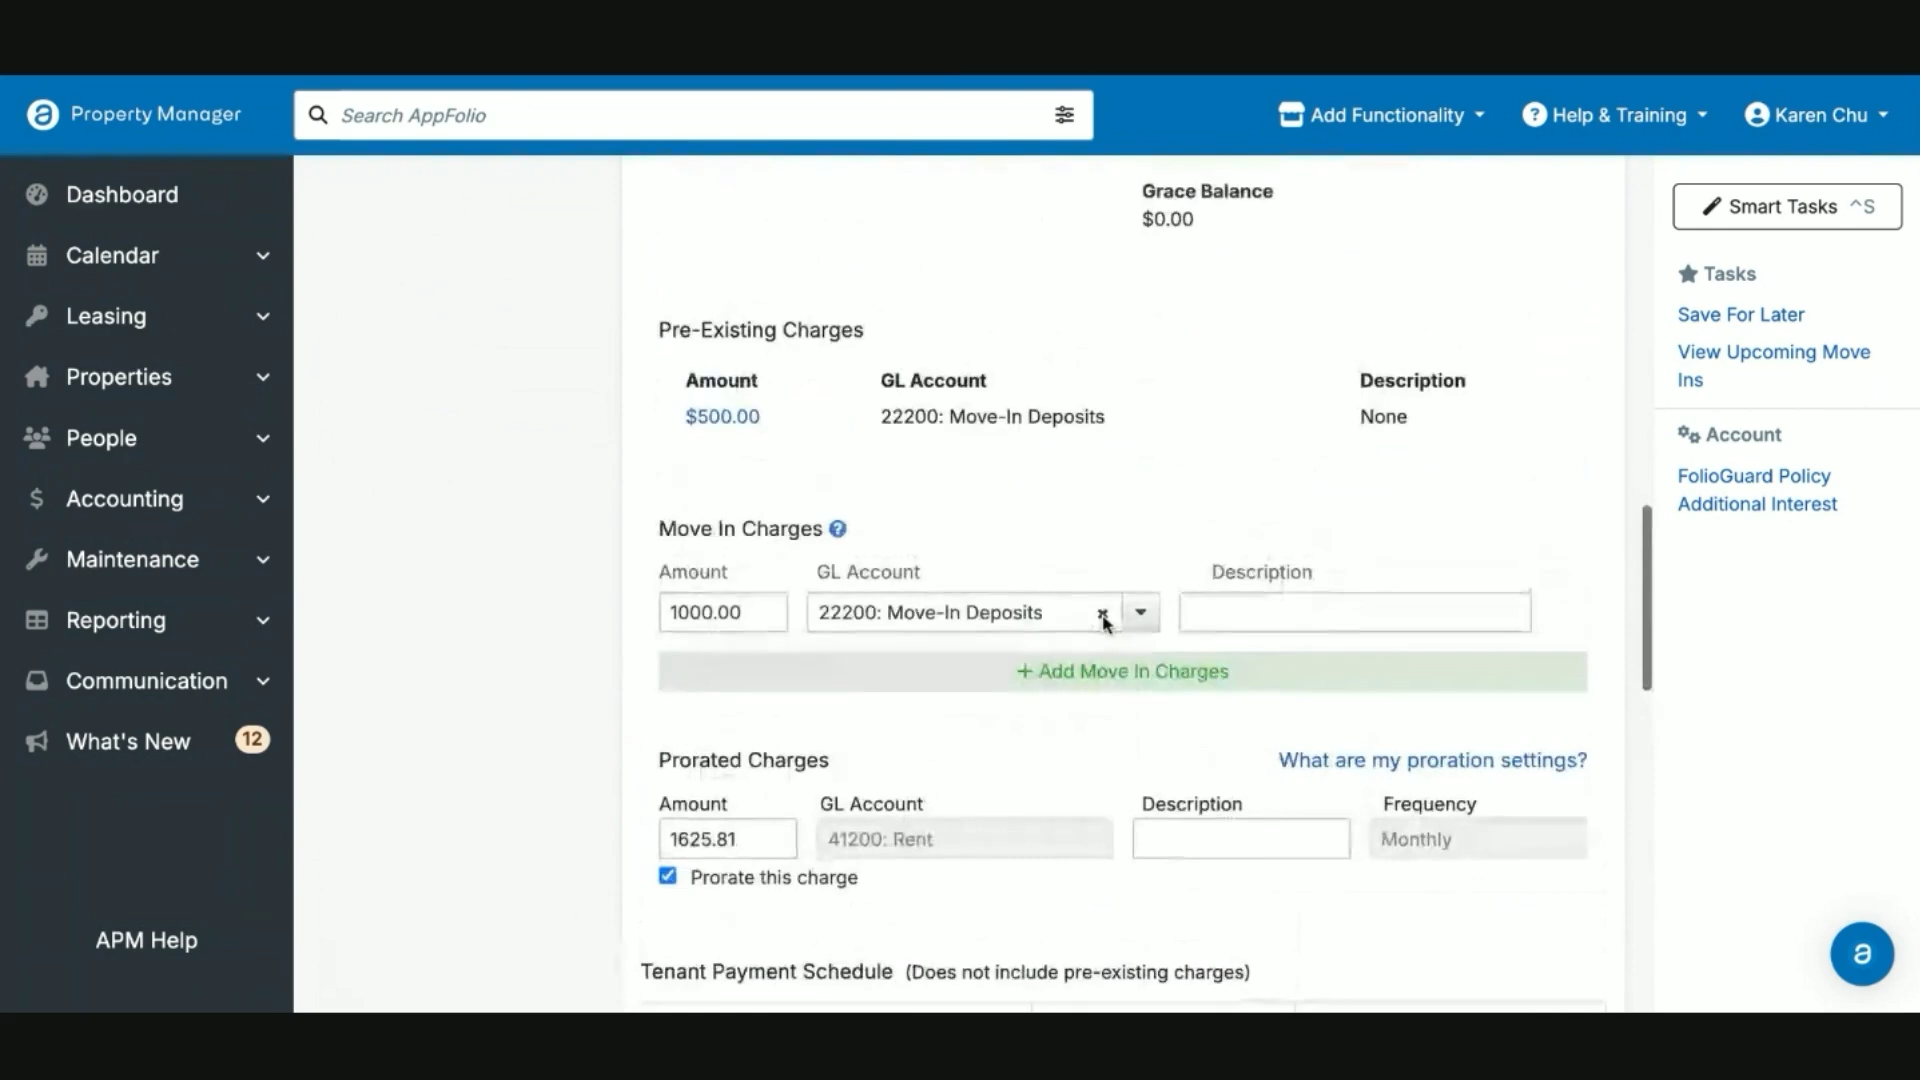 Property Manager
Search AppFolio
Add Functionality
Help & Training
Karen Chu
Dashboard
Calendar
Leasing
Properties
People
Accounting
Maintenance
Reporting
Communication
What's New 12
APM Help
Grace Balance
$0.00
Pre-Existing Charges
Amount GL Account Description
$500.00 22200: Move-In Deposits None
Move In Charges ?
Amount GL Account Description
1000.00 22200: Move-In Deposits
+ Add Move In Charges
Prorated Charges What are my proration settings?
Amount GL Account Description Frequency
1625.81 41200: Rent Monthly
Prorate this charge
Tenant Payment Schedule (Does not include pre-existing charges)
Smart Tasks ^S
Tasks
Save For Later
View Upcoming Move
Ins
Account
FolioGuard Policy
Additional Interest
a